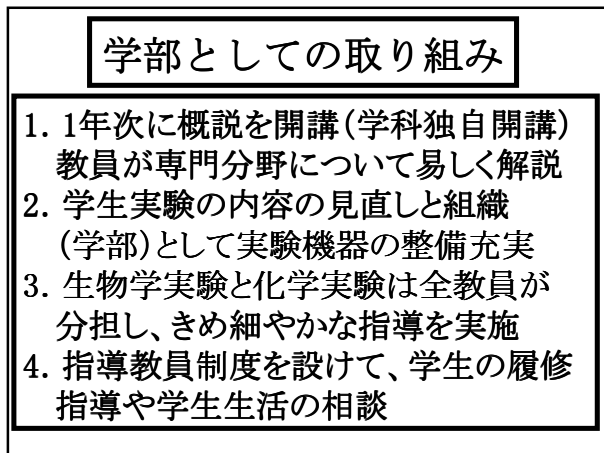 学部としての取り組み
1. 1年次に概説を開講(学科独自開講)
教員が専門分野について易しく解説
2. 学生実験の内容の見直しと組織
(学部)として実験機器の整備充実
3. 生物学実験と化学実験は全教員が
分担し、きめ細やかな指導を実施
4. 指導教員制度を設けて、学生の履修
指導や学生生活の相談